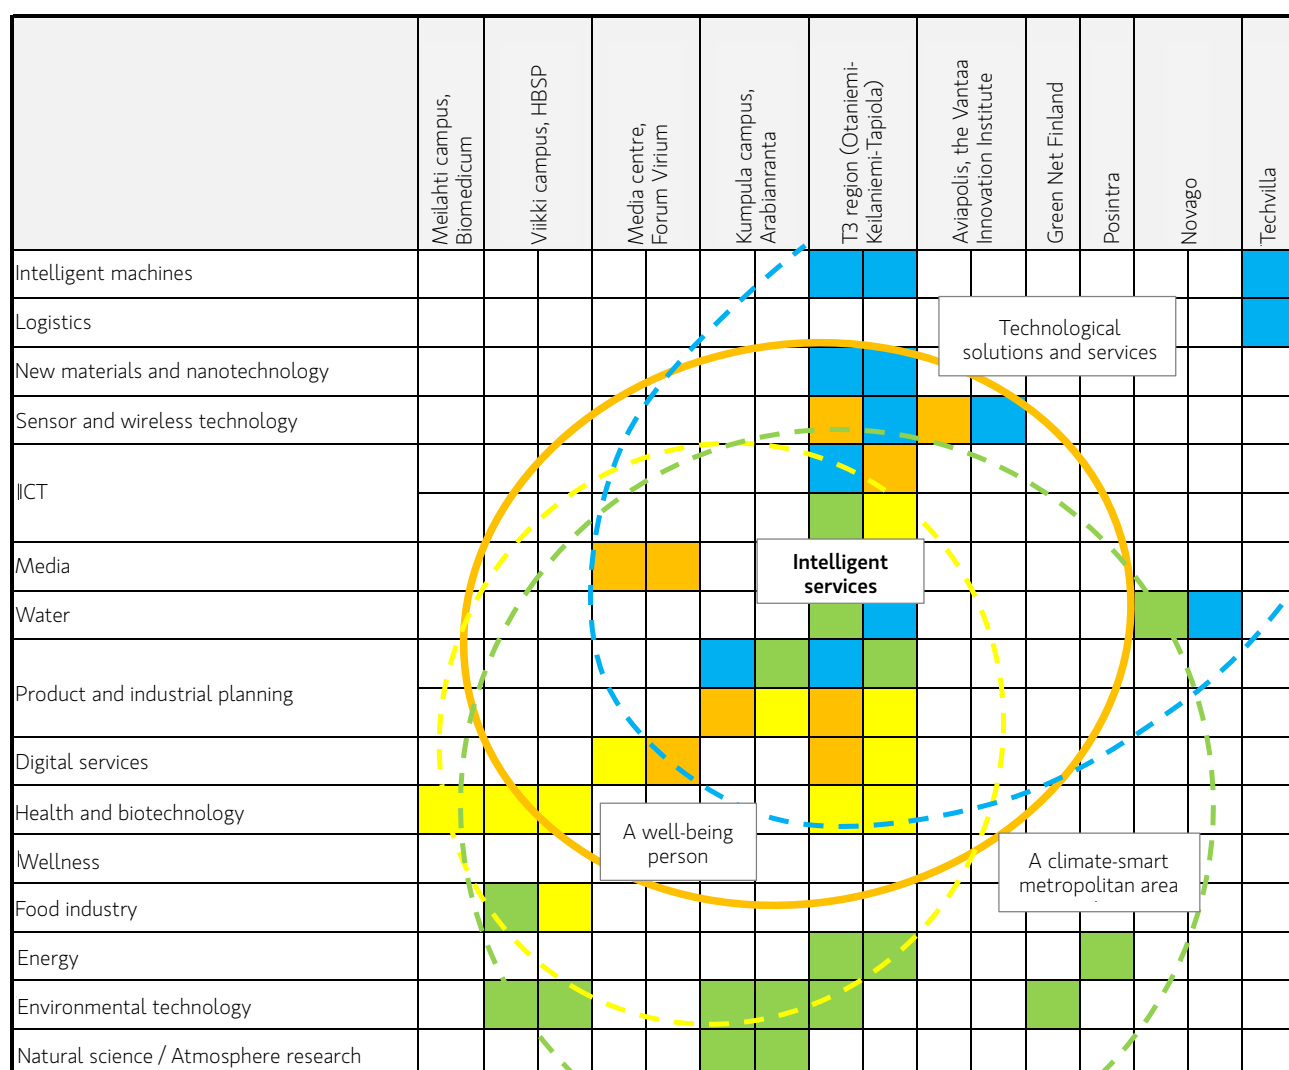 Meilahti campus,
Biomedicum
Viikki campus, HBSP
Media centre,
Forum Virium
Kumpula campus,
Arabianranta
T3 region (Otaniemi-
Keilaniemi-Tapiola)
Aviapolis, the Vantaa
Innovation Institute
Green Net Finland
Posintra
Novago
Techvilla
Intelligent machines
Logistics
Technological
solutions and services
New materials and nanotechnology
Sensor and wireless technology
ICT
Media
Intelligent
services
Water
Product and industrial planning
Digital services
Health and biotechnology
A well-being
person
Wellness
A climate-smart
metropolitan area
Food industry
Energy
Environmental technology
Natural science / Atmosphere research